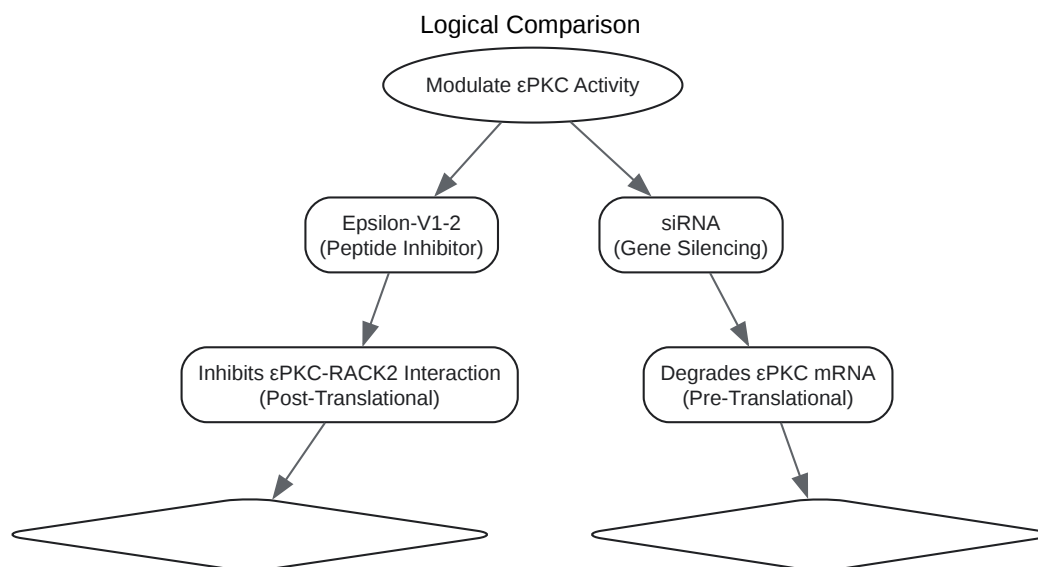 Logical Comparison
Modulate εPKC Activity
Epsilon-V1-2
(Peptide Inhibitor)
siRNA
(Gene Silencing)
Inhibits εPKC-RACK2 Interaction
(Post-Translational)
Degrades εPKC mRNA
(Pre-Translational)